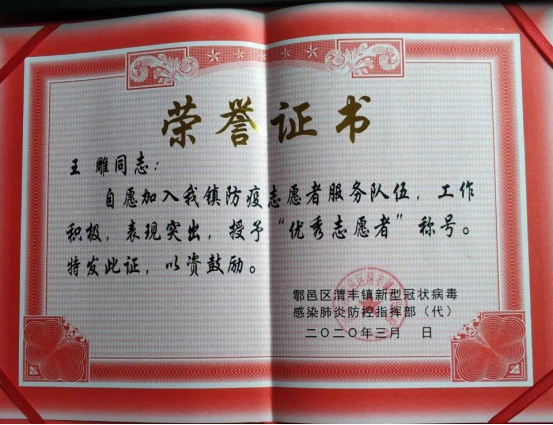 荣誉证书
王雕同志：
自愿加入我镇防疫志愿者服务队伍，工作
积极，表现突出，授予“优秀志愿者”称号。
特发此证，以资鼓励。
鄠邑区渭丰镇新型冠状病毒
感染肺炎防控指挥部（代）
二〇二〇年三月 日